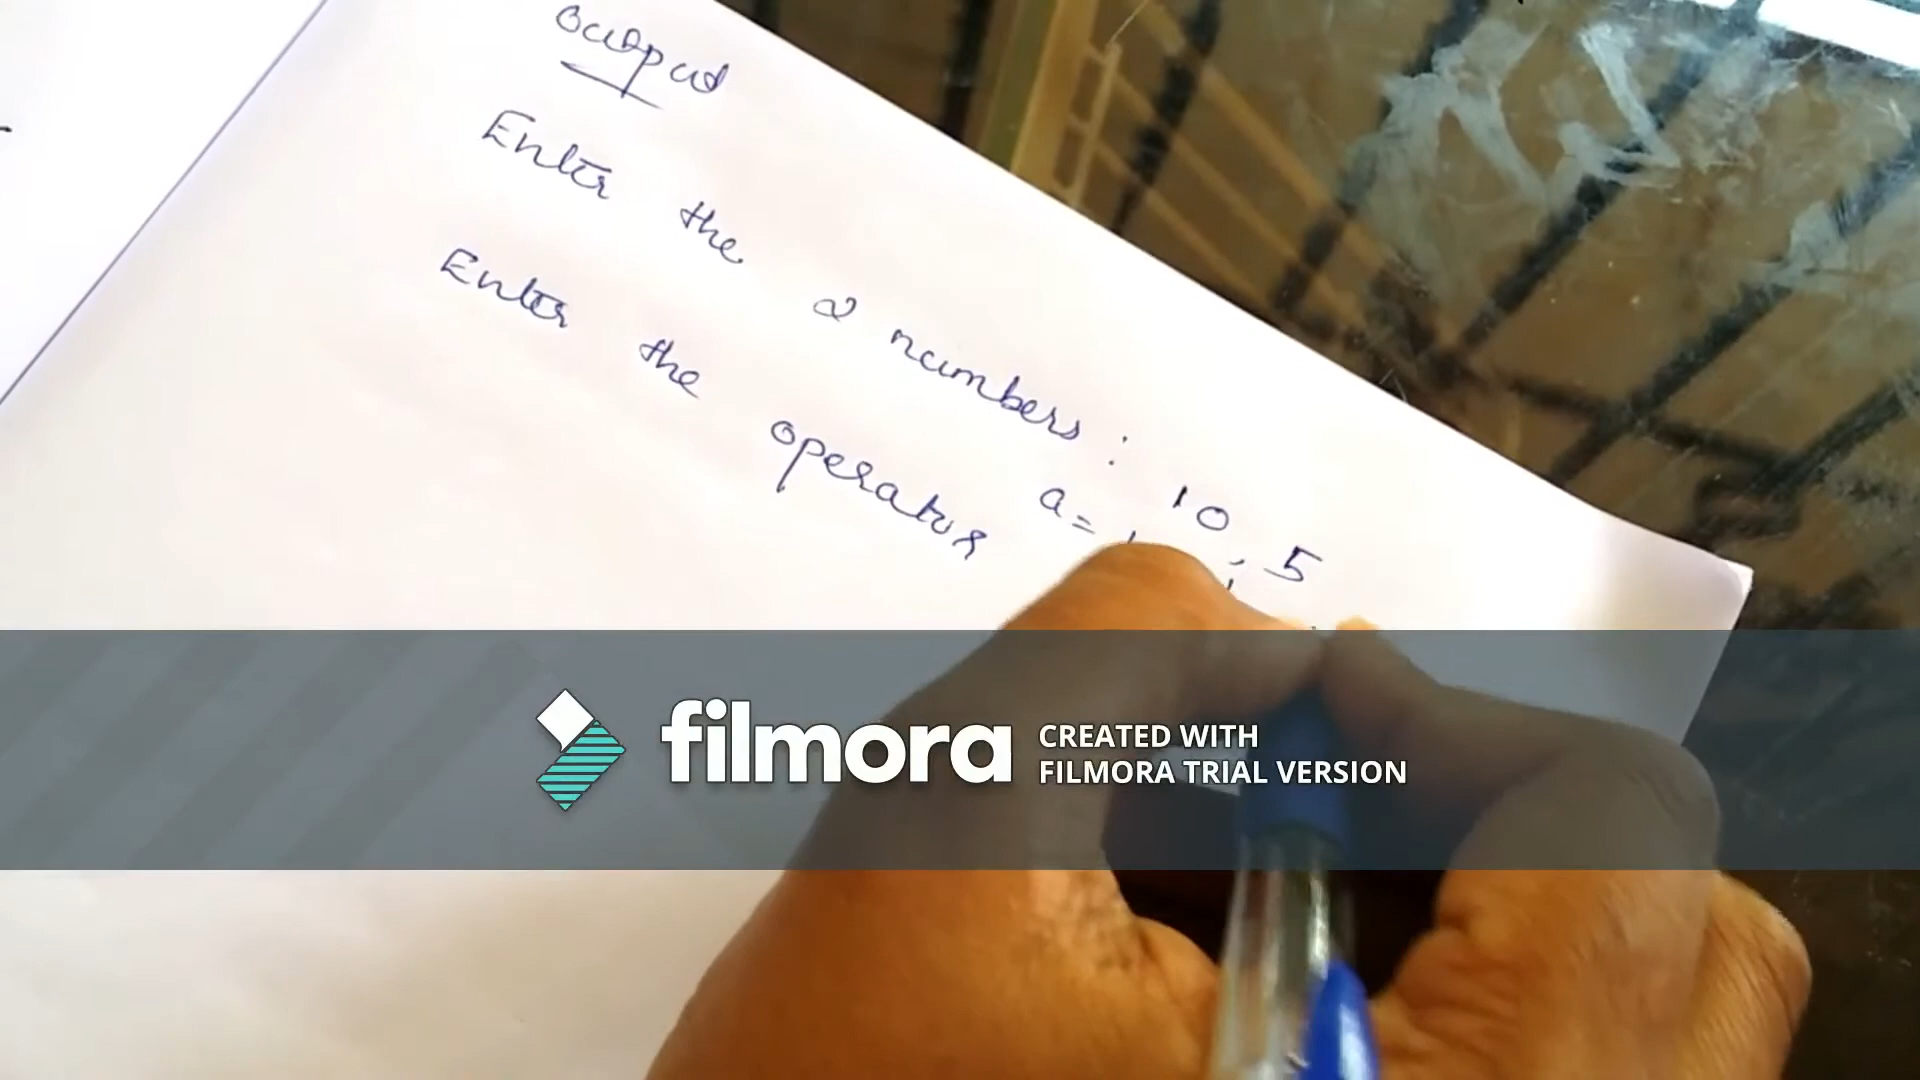 Output
Enter the 2 numbers : 10, 5
a=
Enter the operator
filmora
CREATED WITH
FILMORA TRIAL VERSION